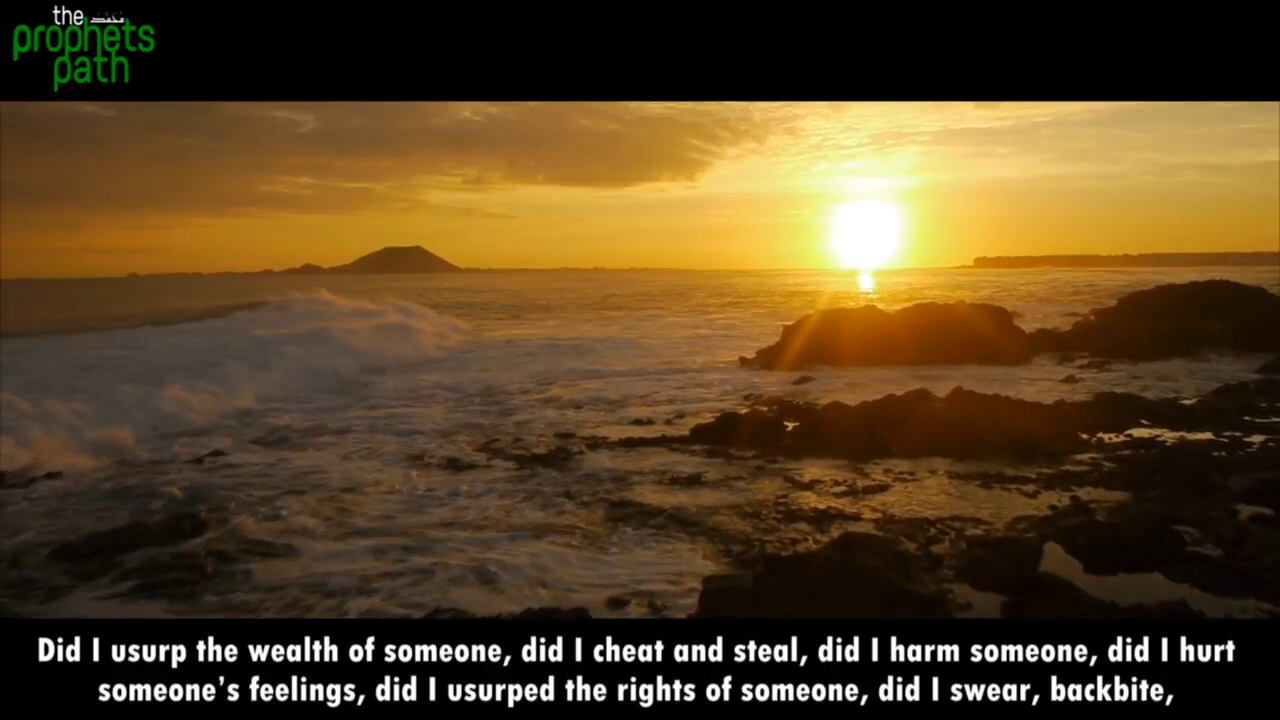 the محمد
prophets
path
Did I usurp the wealth of someone, did I cheat and steal, did I harm someone, did I hurt
someone's feelings, did I usurped the rights of someone, did I swear, backbite,